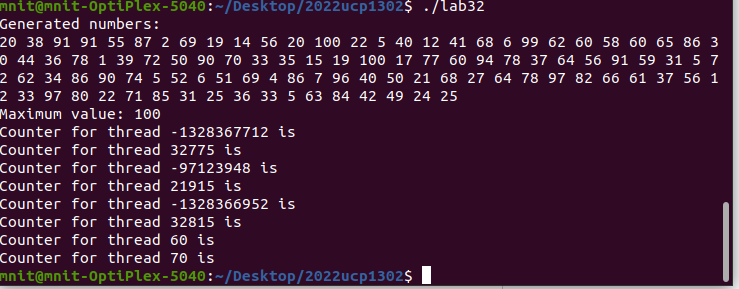 mnit@mnit-OptiPlex-5040:~/Desktop/2022ucp1302$ ./lab32
Generated numbers:
20 38 91 91 55 87 2 69 19 14 56 20 100 22 5 40 12 41 68 6 99 62 60 58 60 65 86 3
0 44 36 78 1 39 72 50 90 70 33 35 15 19 100 17 77 60 94 78 37 64 56 91 59 31 5 7
2 62 34 86 90 74 5 52 6 51 69 4 86 7 96 40 50 21 68 27 64 78 97 82 66 61 37 56 1
2 33 97 80 22 71 85 31 25 36 33 5 63 84 42 49 24 25
Maximum value: 100
Counter for thread -1328367712 is
Counter for thread 32775 is
Counter for thread -97123948 is
Counter for thread 21915 is
Counter for thread -1328366952 is
Counter for thread 32815 is
Counter for thread 60 is
Counter for thread 70 is
mnit@mnit-OptiPlex-5040:~/Desktop/2022ucp1302$